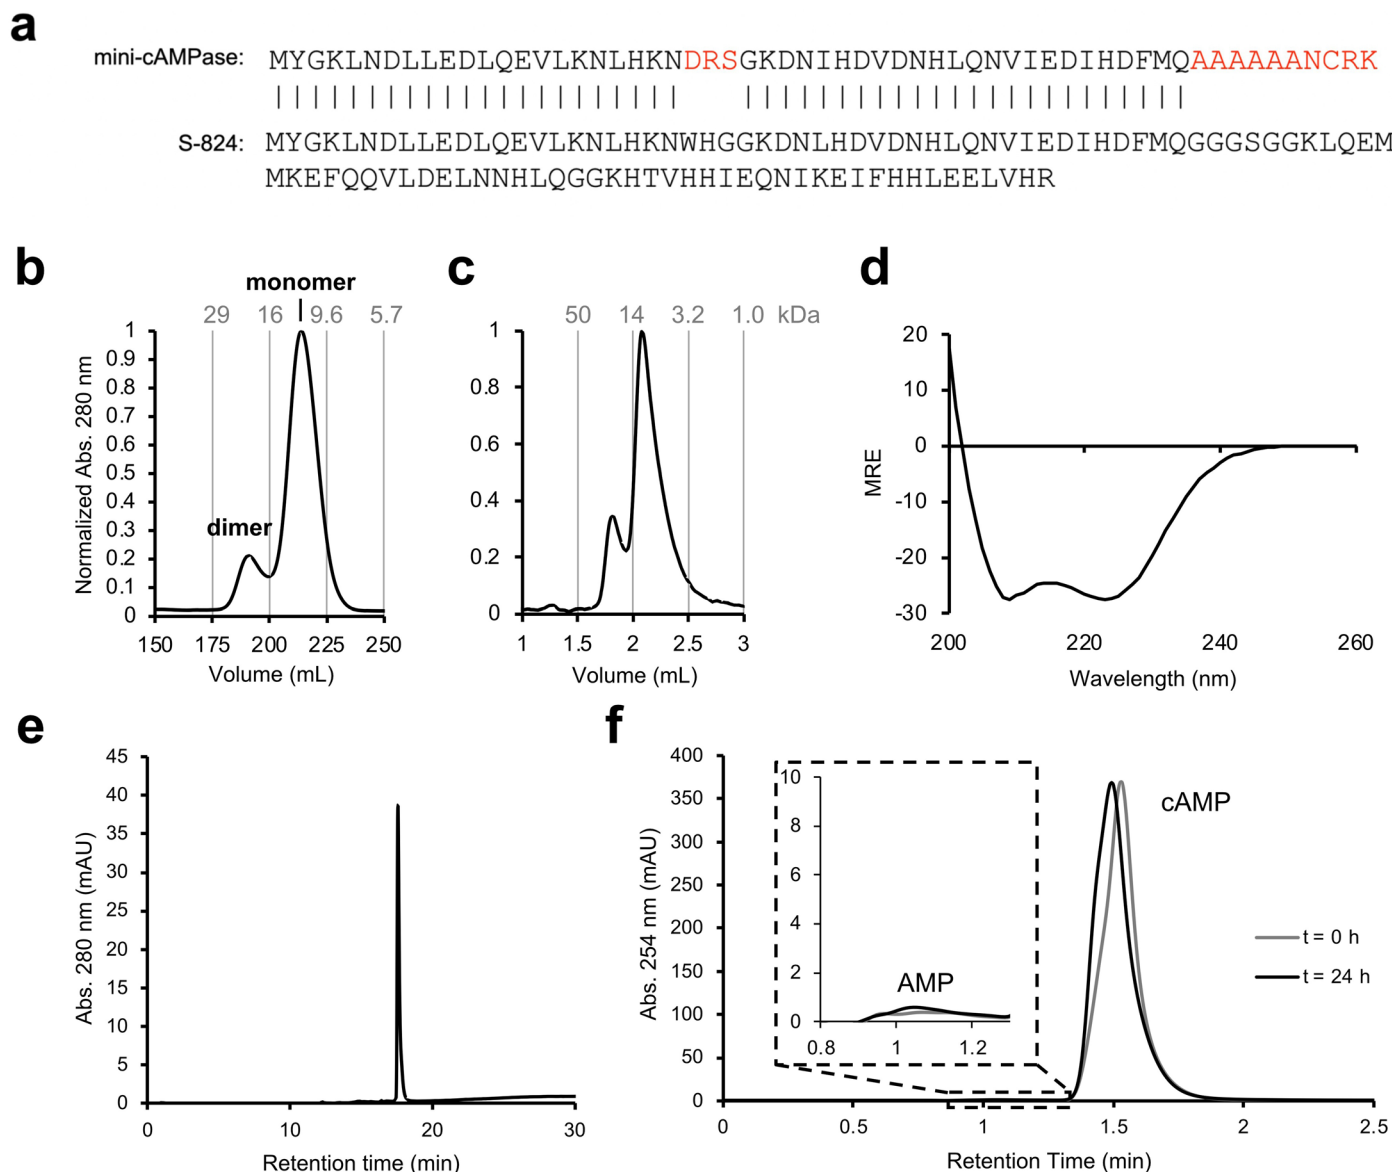 a
mini-cAMPase: MYGKLNDLLEDLQEVLKNLHKNDRSGKDNIHDVDNHLQNVIEDIHDFMQAAAAAANCRK
S-824: MYGKLNDLLEDLQEVLKNLHKNWHGGKDNLHDVDNHLQNVIEDIHDFMQGGGSGGKLQEM
MKEFQQVLDELNNHLQGGKHTVHHIEQNIKEIFHHLEELVHR
b
monomer
29 16 9.6 5.7
dimer
1
0.9
0.8
0.7
0.6
0.5
0.4
0.3
0.2
0.1
0
Normalized Abs. 280 nm
150 175 200 225 250
Volume (mL)
c
50 14 3.2 1.0 kDa
1
0.8
0.6
0.4
0.2
0
1 1.5 2 2.5 3
Volume (mL)
d
20
10
0
-10
-20
-30
MRE
200 220 240 260
Wavelength (nm)
e
45
40
35
30
25
20
15
10
5
0
Abs. 280 nm (mAU)
0 10 20 30
Retention time (min)
f
400
350
300
250
200
150
100
50
0
Abs. 254 nm (mAU)
10
8
6
4
2
0
AMP
0.8 1 1.2
cAMP
t = 0 h
t = 24 h
0 0.5 1 1.5 2 2.5
Retention Time (min)